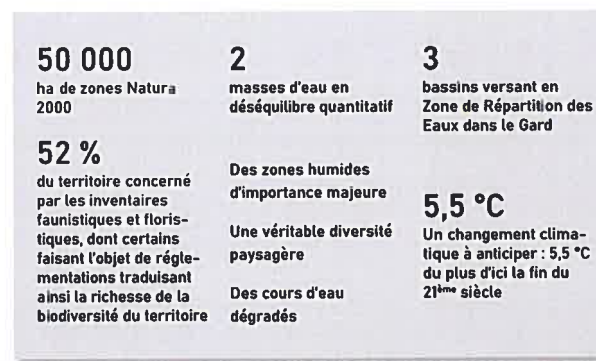 50 000
ha de zones Natura
2000
52 %
du territoire concerné
par les inventaires
faunistiques et floris-
tiques, dont certains
faisant l'objet de régle-
mentations traduisant
ainsi la richesse de la
biodiversité du territoire
2
masses d'eau en
déséquilibre quantitatif
Des zones humides
d'importance majeure
Une véritable diversité
paysagère
Des cours d'eau
dégradés
3
bassins versant en
Zone de Répartition des
Eaux dans le Gard
5,5 °C
Un changement clima-
tique à anticiper : 5,5 °C
du plus d'ici la fin du
21ème siècle